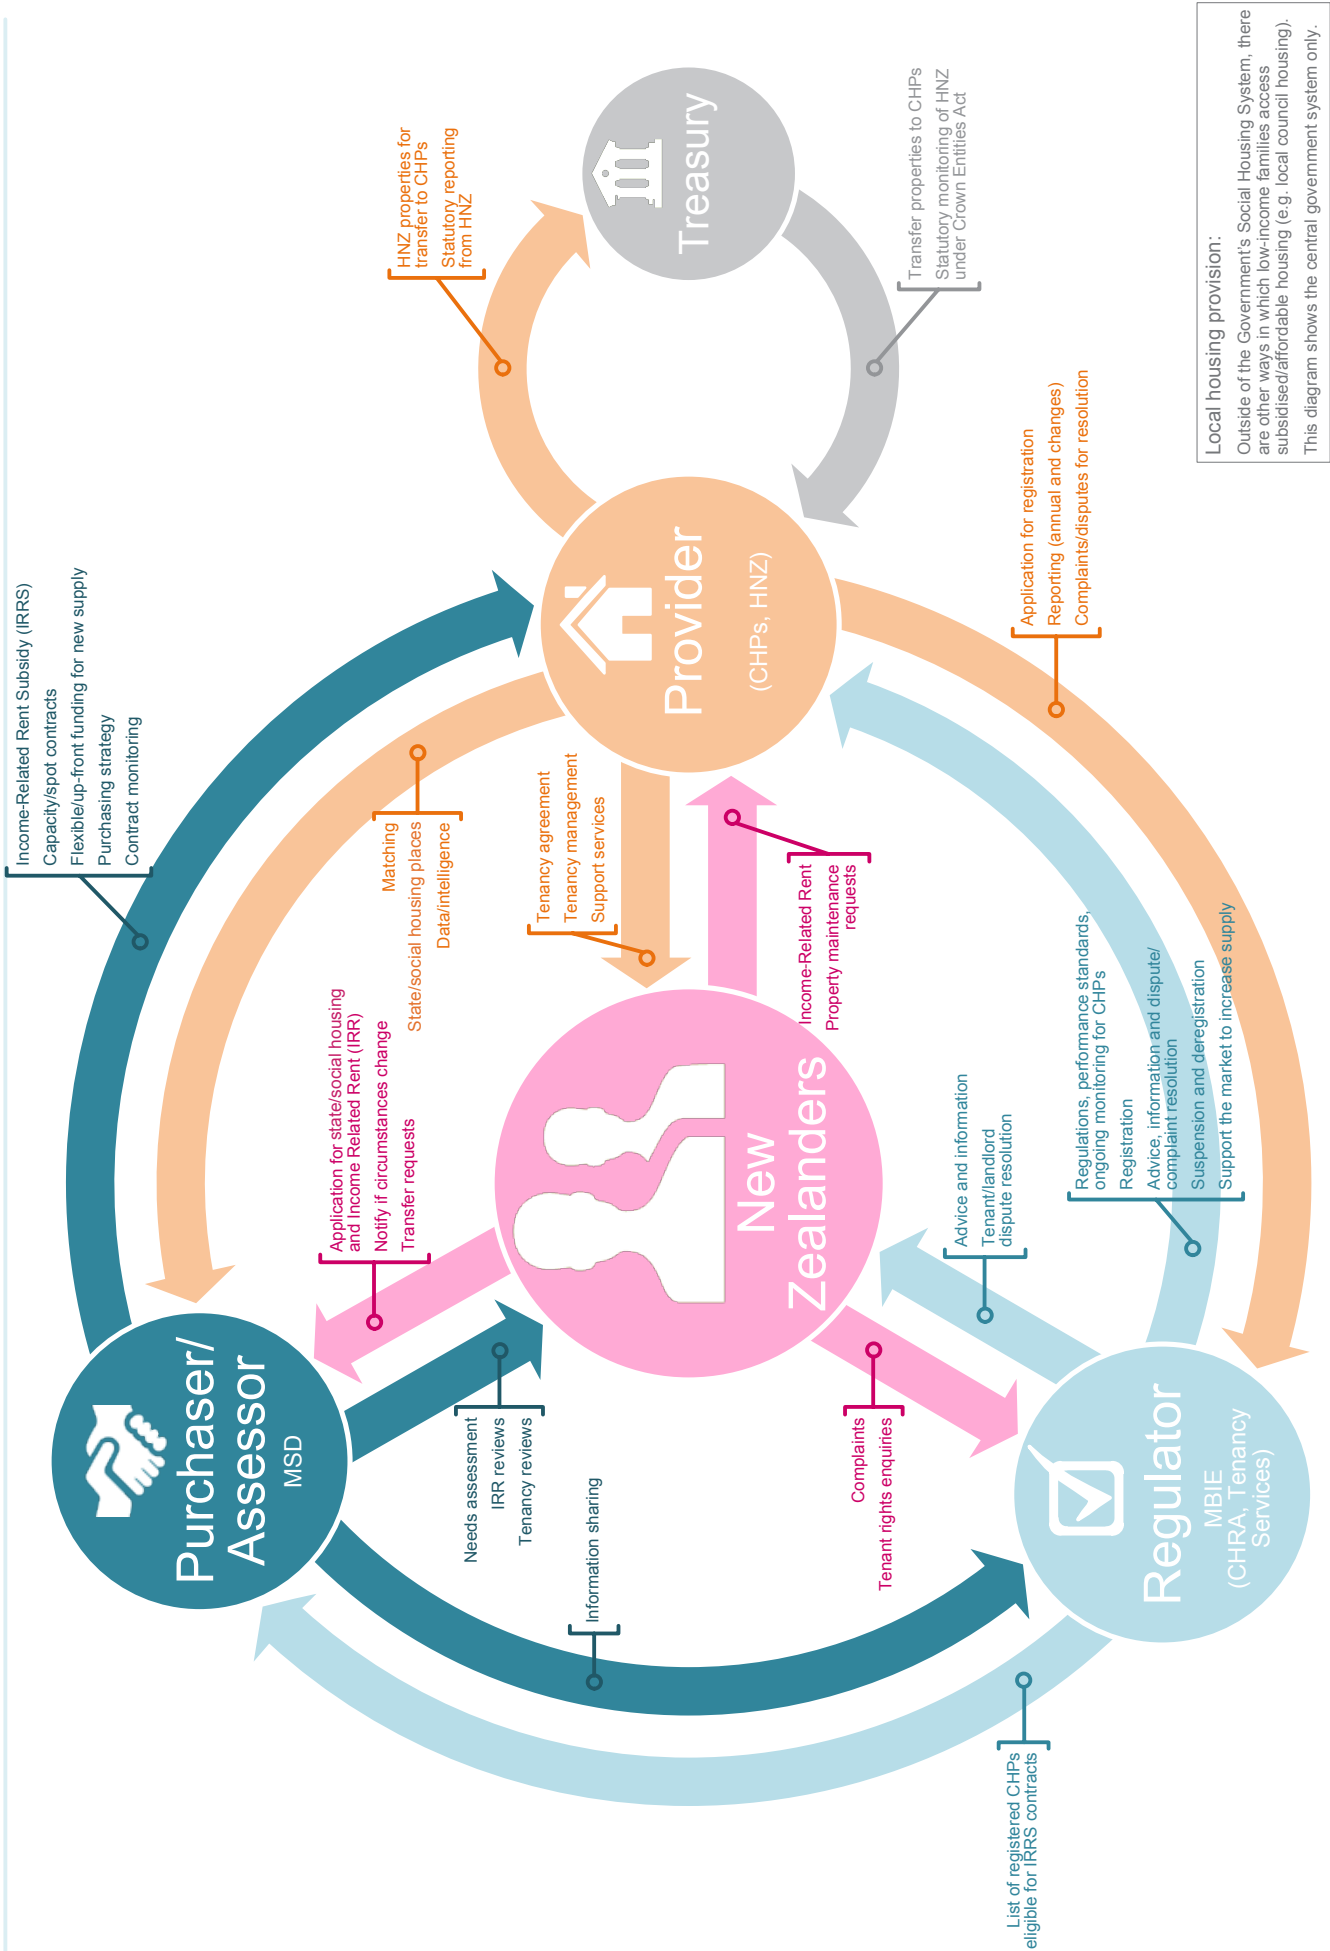 Income-Related Rent Subsidy (IRRS)
Capacity/spot contracts
Flexible/up-front funding for new supply
Purchasing strategy
Contract monitoring
Purchaser/
Assessor
MSD
Application for state/social housing
and Income Related Rent (IRR)
Notify if circumstances change
Transfer requests
Matching
State/social housing places
Data/intelligence
HNZ properties for
transfer to CHPs
Statutory reporting
from HNZ
Needs assessment
IRR reviews
Tenancy reviews
Information sharing
Tenancy agreement
Tenancy management
Support services
New
Zealanders
Provider
(CHPs, HNZ)
Treasury
Income-Related Rent
Property maintenance
requests
Transfer properties to CHPs
Statutory monitoring of HNZ
under Crown Entities Act
Complaints
Tenant rights enquiries
Advice and information
Tenant/landlord
dispute resolution
List of registered CHPs
eligible for IRRS contracts
Regulator
MBIE
(CHRA, Tenancy
Services)
Regulations, performance standards,
ongoing monitoring for CHPs
Registration
Advice, information and dispute/
complaint resolution
Suspension and deregistration
Support the market to increase supply
Application for registration
Reporting (annual and changes)
Complaints/disputes for resolution
Local housing provision:
Outside of the Government's Social Housing System, there
are other ways in which low-income families access
subsidised/affordable housing (e.g. local council housing).
This diagram shows the central government system only.